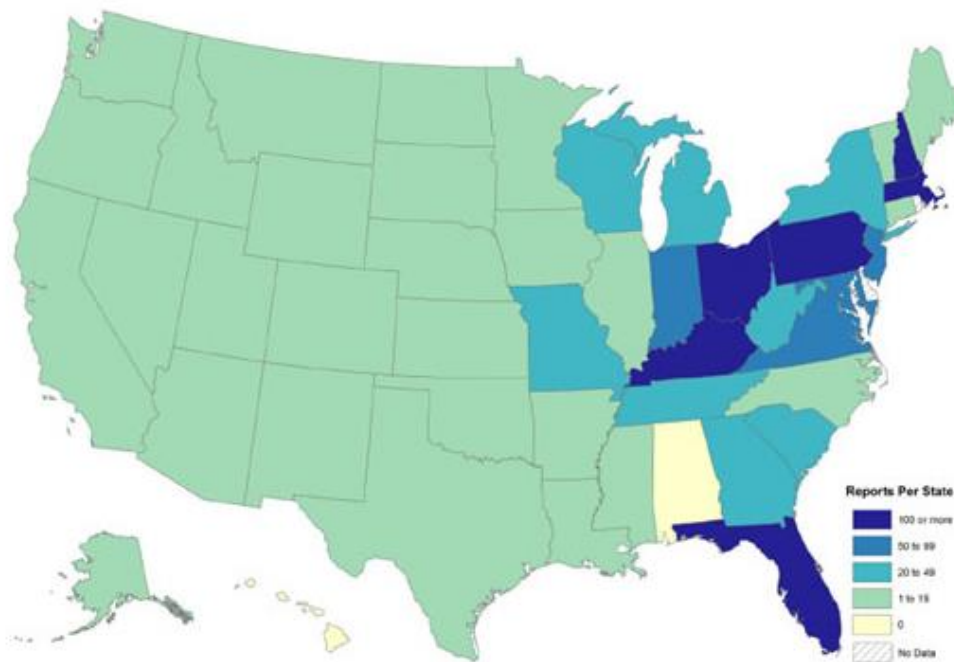 Reports Per State
100 or more
50 to 99
20 to 49
1 to 19
0
No Data